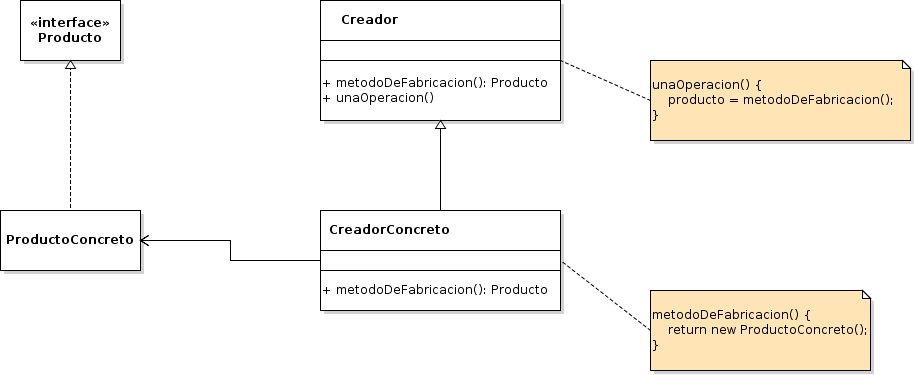 «interface»
Producto
Creador
+ metodoDeFabricacion(): Producto
+ unaOperacion()
unaOperacion() {
producto = metodoDeFabricacion();
}
ProductoConcreto
CreadorConcreto
+ metodoDeFabricacion(): Producto
metodoDeFabricacion() {
return new ProductoConcreto();
}